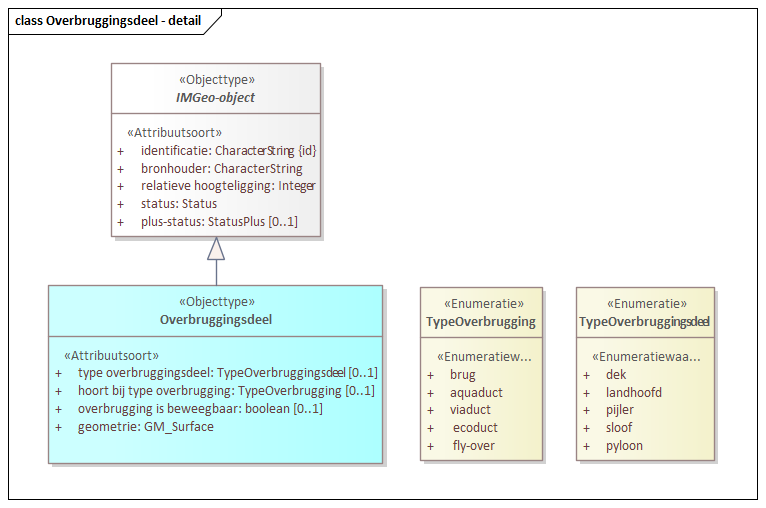 class Overbruggingsdeel - detail
«Objecttype»
IMGeo-object
«Attribuutsoort»
+ identificatie: CharacterString {id}
+ bronhouder: CharacterString
+ relatieve hoogteligging: Integer
+ status: Status
+ plus-status: StatusPlus [0..1]
«Objecttype»
Overbruggingsdeel
«Attribuutsoort»
+ type overbruggingsdeel: TypeOverbruggingsdeel [0..1]
+ hoort bij type overbrugging: TypeOverbrugging [0..1]
+ overbrugging is beweegbaar: boolean [0..1]
+ geometrie: GM_Surface
«Enumeratie»
TypeOverbrugging
«Enumeratiew...
+ brug
+ aquaduct
+ viaduct
+ ecoduct
+ fly-over
«Enumeratie»
TypeOverbruggingsdeel
«Enumeratiewaa...
+ dek
+ landhoofd
+ pijler
+ sloof
+ pyloon